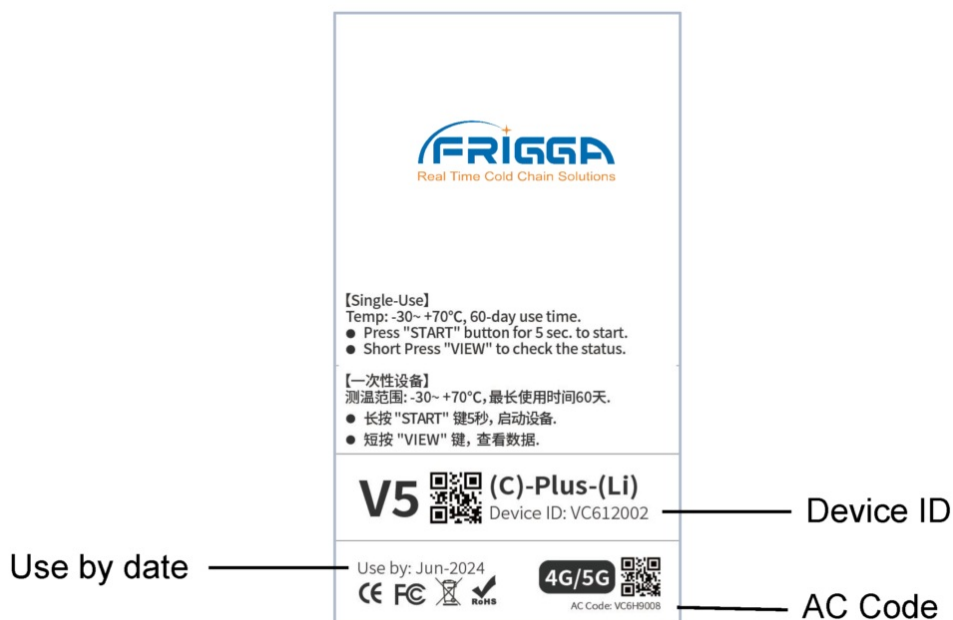 FRIGGA
Real Time Cold Chain Solutions
【Single-Use】
Temp: -30~ +70°C, 60-day use time.
● Press "START" button for 5 sec. to start.
● Short Press "VIEW" to check the status.
【一次性设备】
测温范围: -30~ +70°C，最长使用时间60天.
● 长按 "START" 键5秒，启动设备.
● 短按 "VIEW" 键，查看数据.
V5 (C)-Plus-(Li)
Device ID: VC612002
Device ID
Use by date
Use by: Jun-2024
CE FC RoHS
4G/5G
AC Code: VC6H9008
AC Code